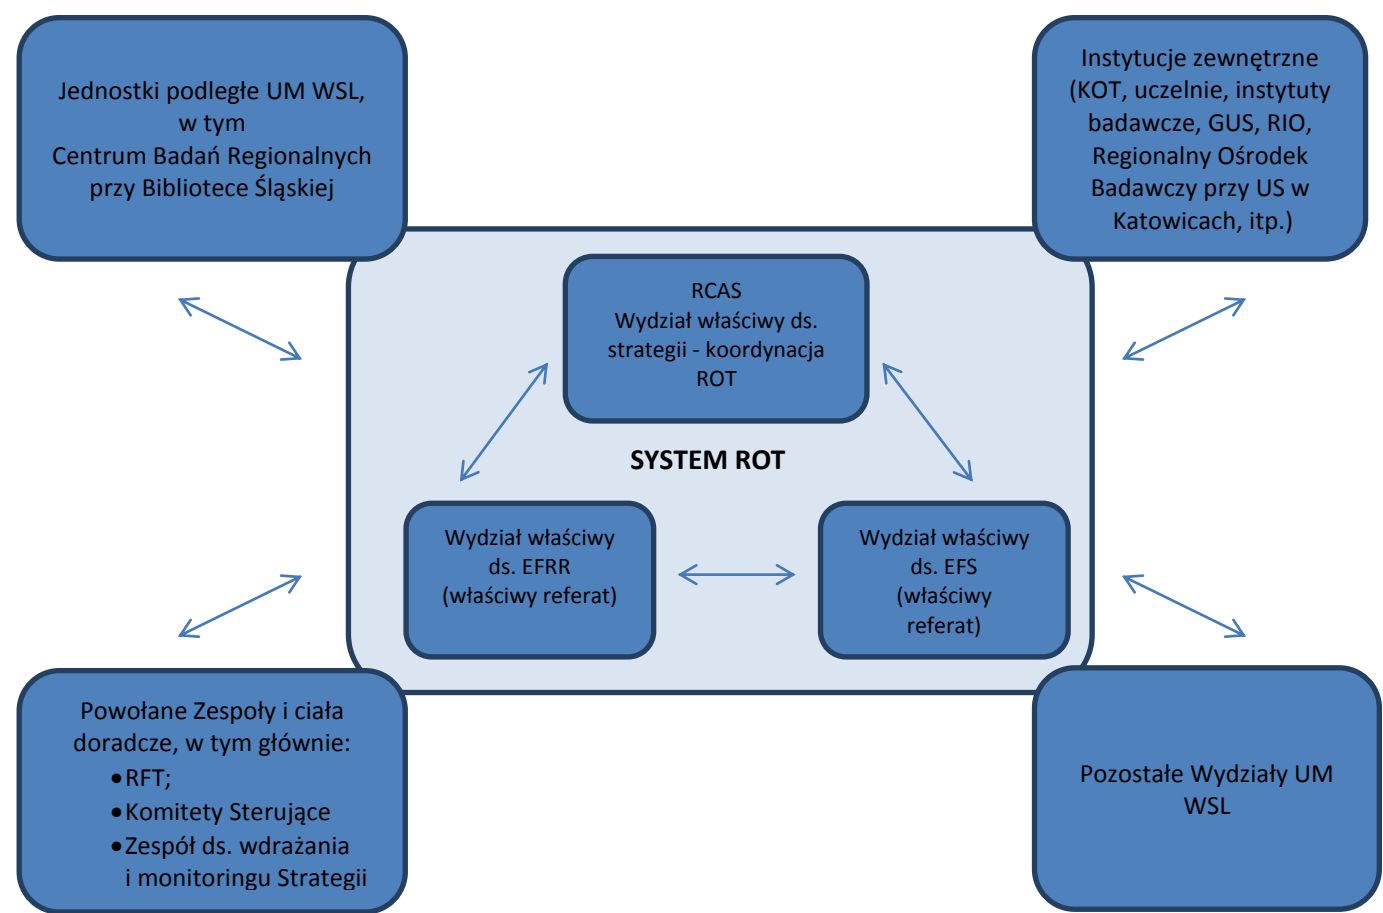 Jednostki podległe UM WSL,
w tym
Centrum Badań Regionalnych
przy Bibliotece Śląskiej
Instytucje zewnętrzne
(KOT, uczelnie, instytuty
badawcze, GUS, RIO,
Regionalny Ośrodek
Badawczy przy US w
Katowicach, itp.)
RCAS
Wydział właściwy ds.
strategii - koordynacja
ROT
SYSTEM ROT
Wydział właściwy
ds. EFRR
(właściwy referat)
Wydział właściwy
ds. EFS
(właściwy
referat)
Powołane Zespoły i ciała
doradcze, w tym głównie:
•RFT;
•Komitety Sterujące
•Zespół ds. wdrażania
i monitoringu Strategii
Pozostałe Wydziały UM
WSL